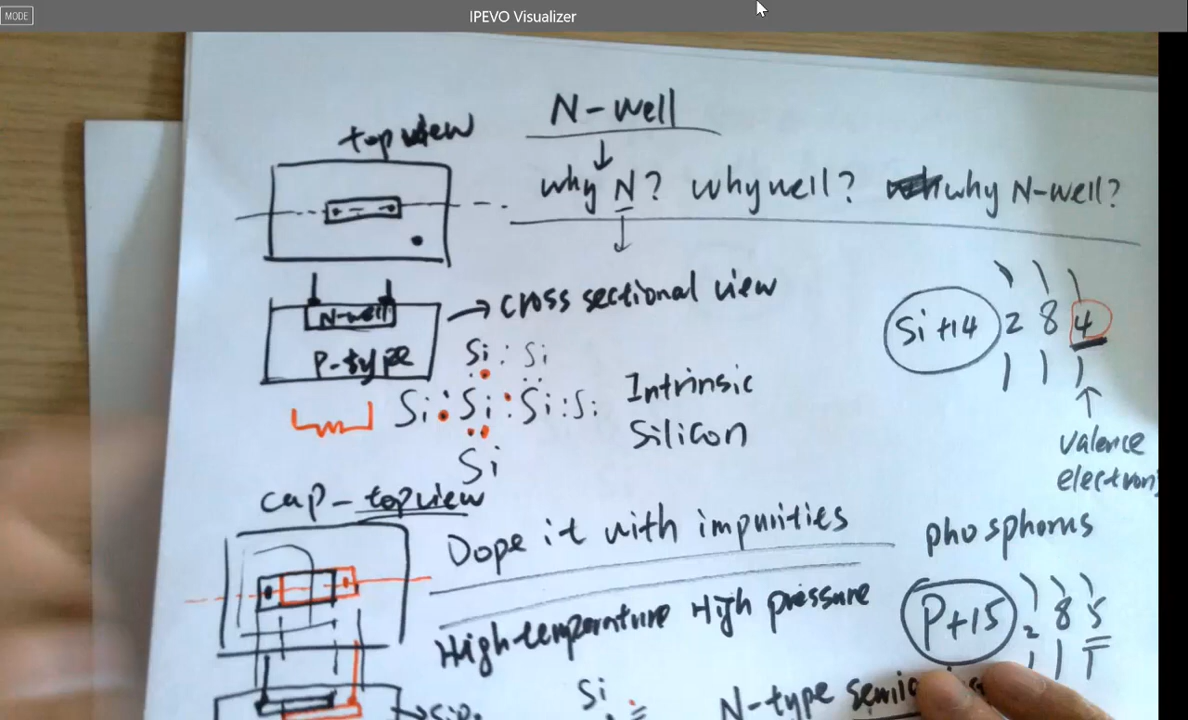 MODE
IPEVO Visualizer
N-well
top view
why N? why well? why N-well?
cross sectional view
N-well
P-type
Si : Si
Si : Si : Si : Si
Si
Intrinsic
Silicon
Si +14 2 8 4
valence
electron
cap - top view
Dope it with impurities
phosphorus
P+15 2 8 5
High-temperature High pressure
Si
N-type